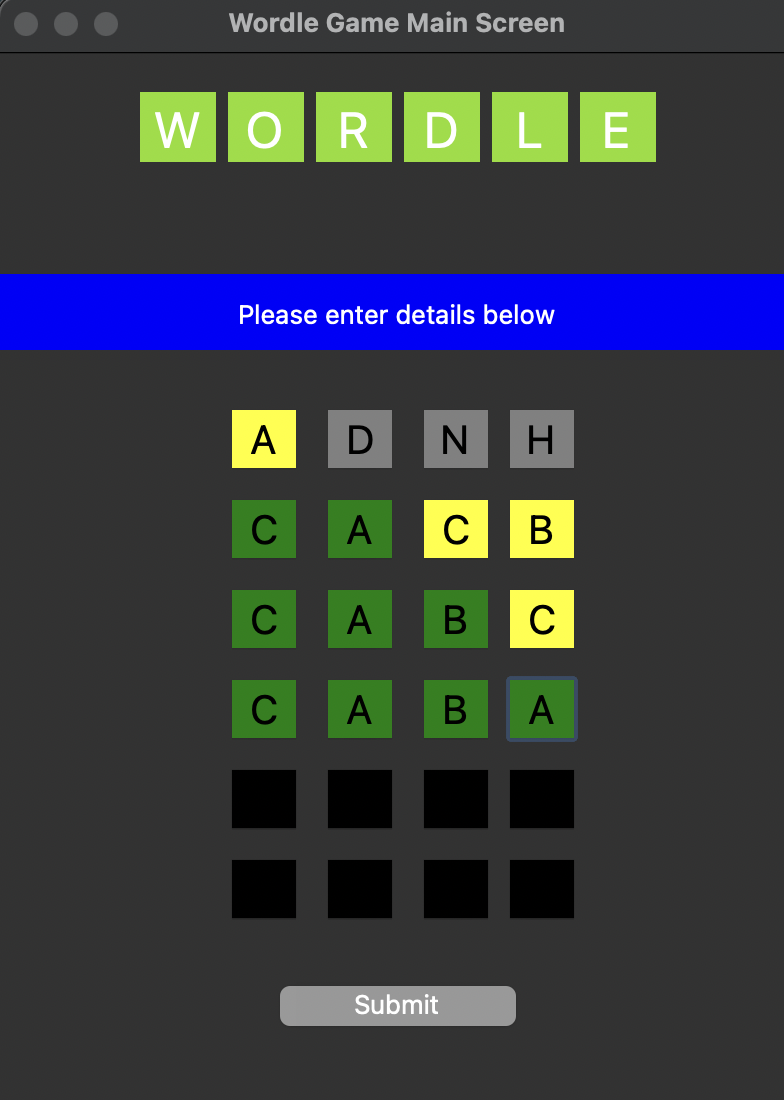 Wordle Game Main Screen
W O R D L E
Please enter details below
A D N H
C A C B
C A B C
C A B A
Submit